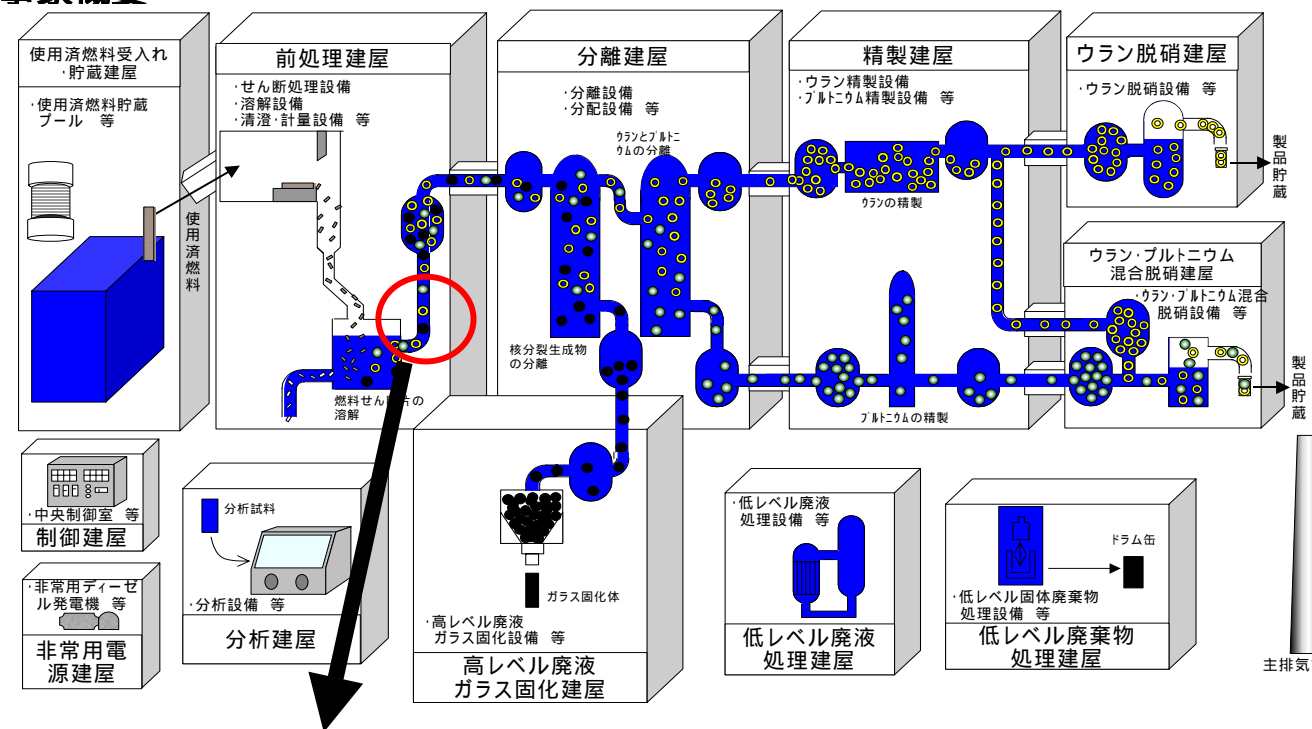 使用済燃料受入れ
・貯蔵建屋
・使用済燃料貯蔵
プール 等
使用済燃料
前処理建屋
・せん断処理設備
・溶解設備
・清澄・計量設備 等
燃料せん
片の
溶解
分離建屋
・分離設備
・分配設備 等
ウランとプルトニ
ウムの分離
核分裂生成物
の分離
精製建屋
・ウラン精製設備
・プルトニウム精製設備 等
ウランの精製
プルトニウムの精製
ウラン脱硝建屋
・ウラン脱硝設備 等
製品貯蔵
ウラン・プルトニウム
混合脱硝建屋
・ウラン・プルトニウム混合
脱硝設備 等
製品貯蔵
・中央制御室 等
制御建屋
・非常用ディーゼ
ル発電機 等
非常用電
源建屋
分析試料
・分析設備 等
分析建屋
ガラス固化体
・高レベル廃液
ガラス固化設備 等
高レベル廃液
ガラス固化建屋
・低レベル廃液
処理設備 等
低レベル廃液
処理建屋
ドラム缶
・低レベル固体廃棄物
処理設備 等
低レベル廃棄物
処理建屋
主排気